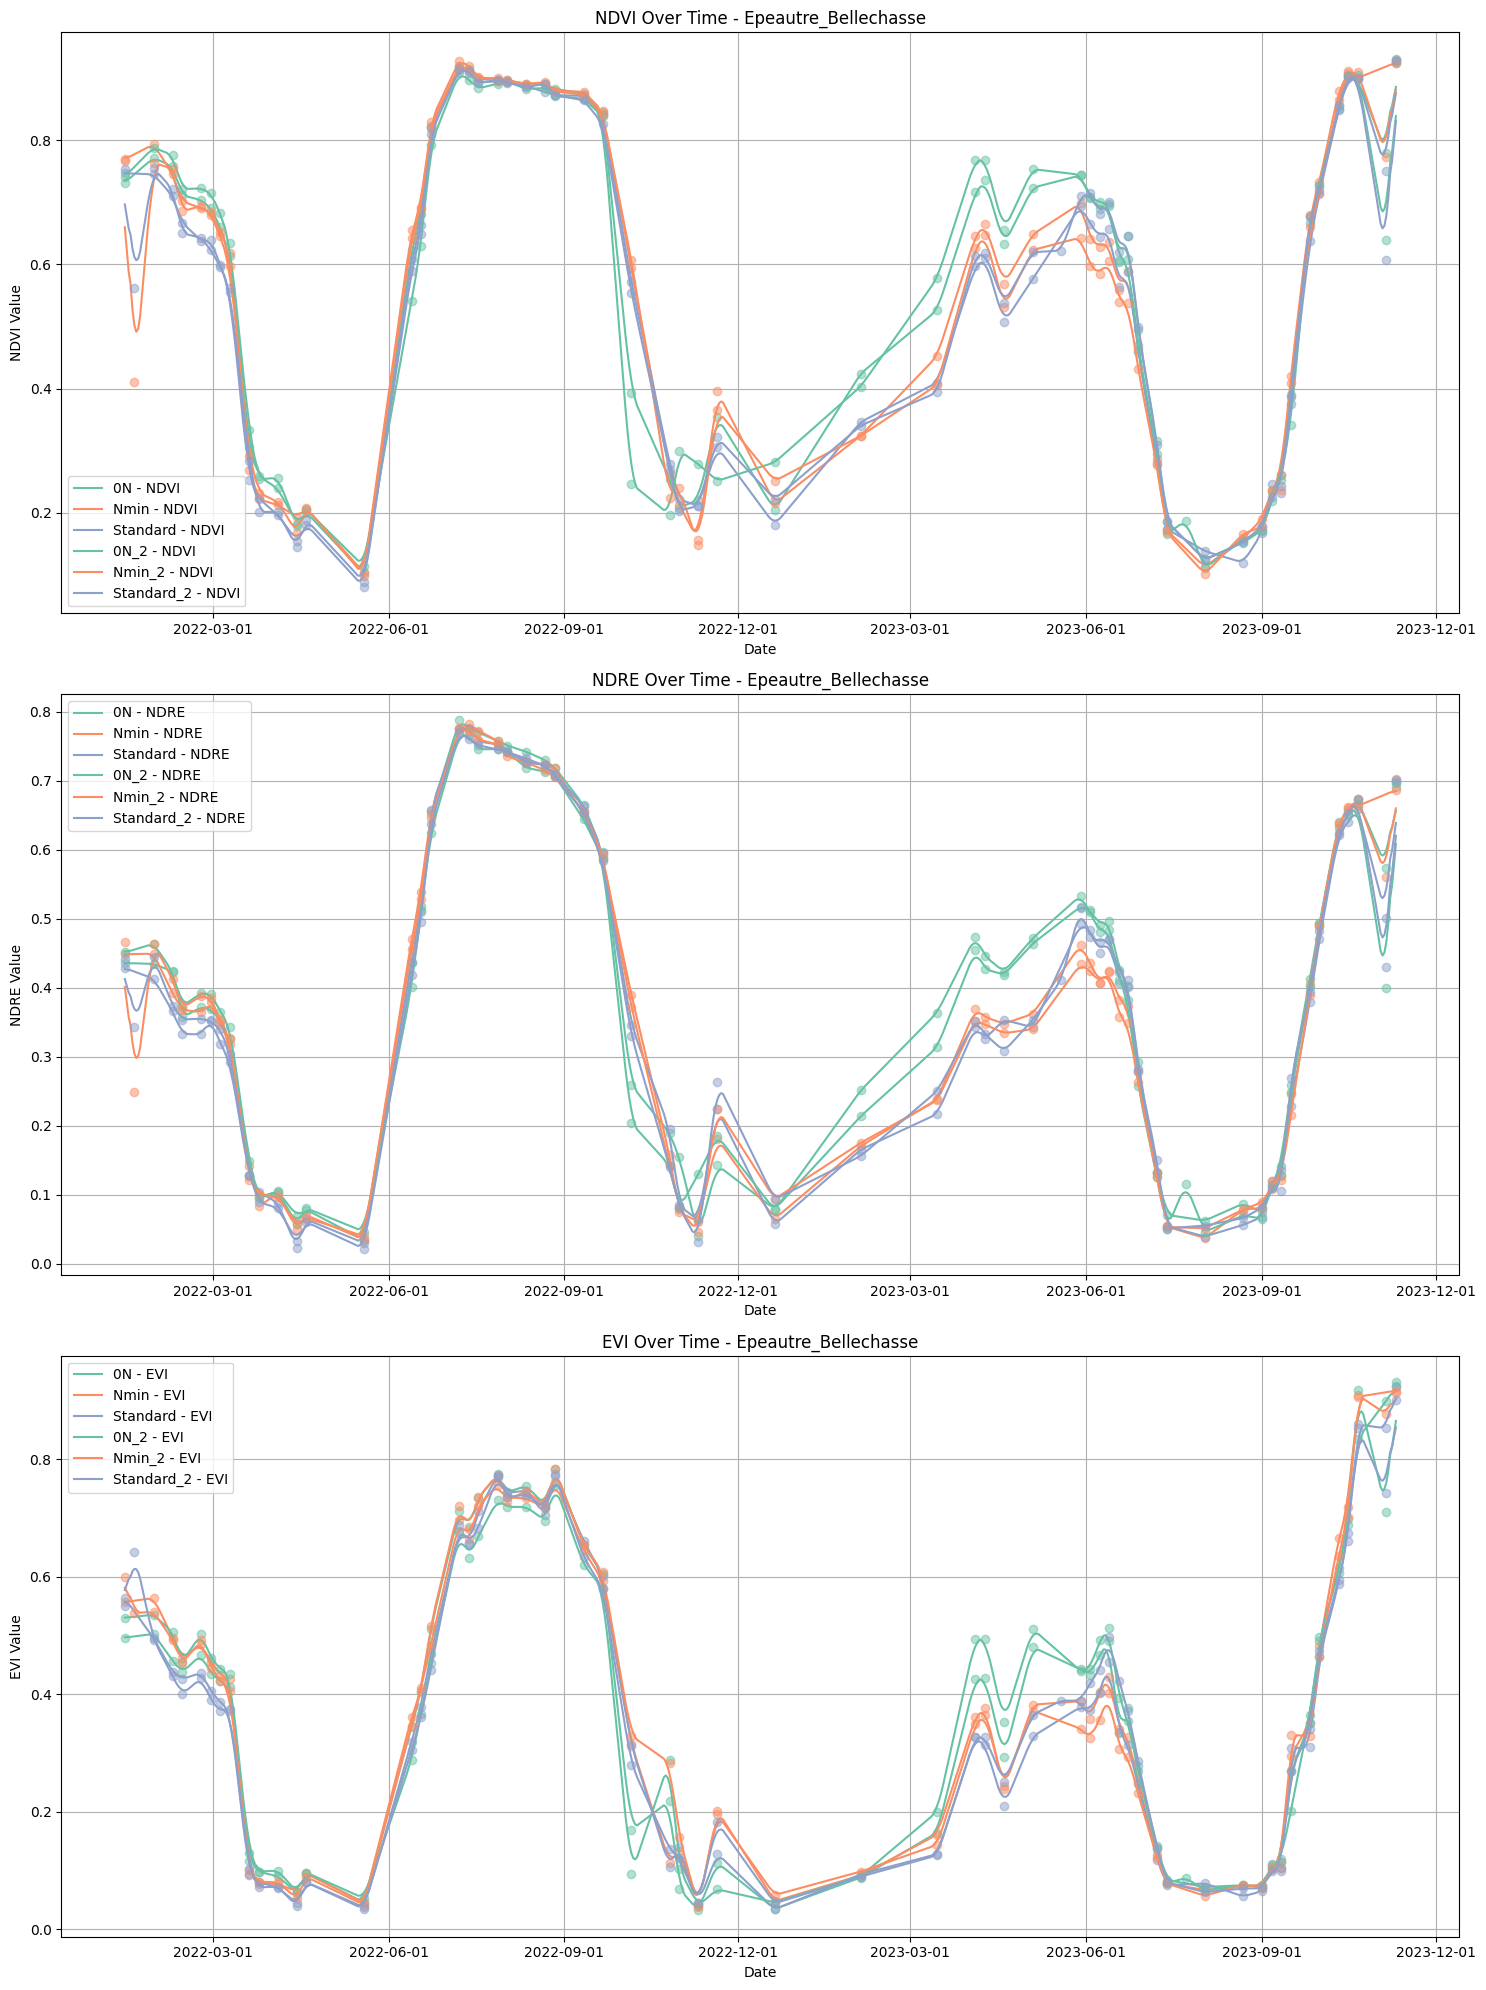 NDVI Over Time - Epeautre_Bellechasse
NDVI Value
0.8
0.6
0.4
0.2
0N - NDVI
Nmin - NDVI
Standard - NDVI
0N_2 - NDVI
Nmin_2 - NDVI
Standard_2 - NDVI
2022-03-01 2022-06-01 2022-09-01 2022-12-01 2023-03-01 2023-06-01 2023-09-01 2023-12-01
Date
NDRE Over Time - Epeautre_Bellechasse
NDRE Value
0.8
0.7
0.6
0.5
0.4
0.3
0.2
0.1
0.0
0N - NDRE
Nmin - NDRE
Standard - NDRE
0N_2 - NDRE
Nmin_2 - NDRE
Standard_2 - NDRE
2022-03-01 2022-06-01 2022-09-01 2022-12-01 2023-03-01 2023-06-01 2023-09-01 2023-12-01
Date
EVI Over Time - Epeautre_Bellechasse
EVI Value
0.8
0.6
0.4
0.2
0.0
0N - EVI
Nmin - EVI
Standard - EVI
0N_2 - EVI
Nmin_2 - EVI
Standard_2 - EVI
2022-03-01 2022-06-01 2022-09-01 2022-12-01 2023-03-01 2023-06-01 2023-09-01 2023-12-01
Date